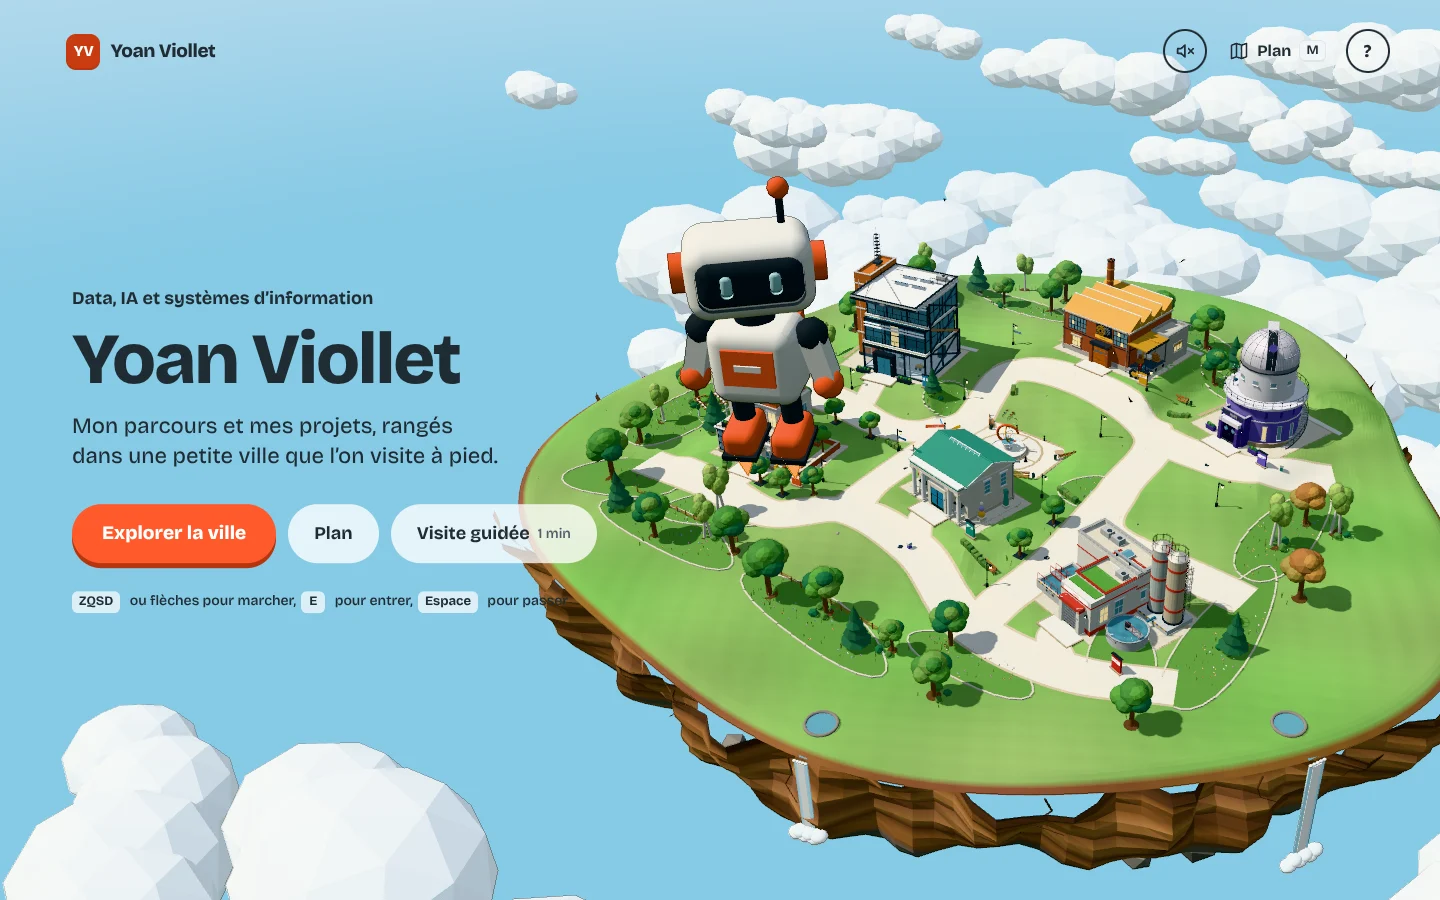 YV Yoan Viollet
Plan M ?
Data, IA et systèmes d'information
Yoan Viollet
Mon parcours et mes projets, rangés
dans une petite ville que l'on visite à pied.
Explorer la ville
Plan
Visite guidée 1 min
ZQSD ou flèches pour marcher, E pour entrer, Espace pour passer